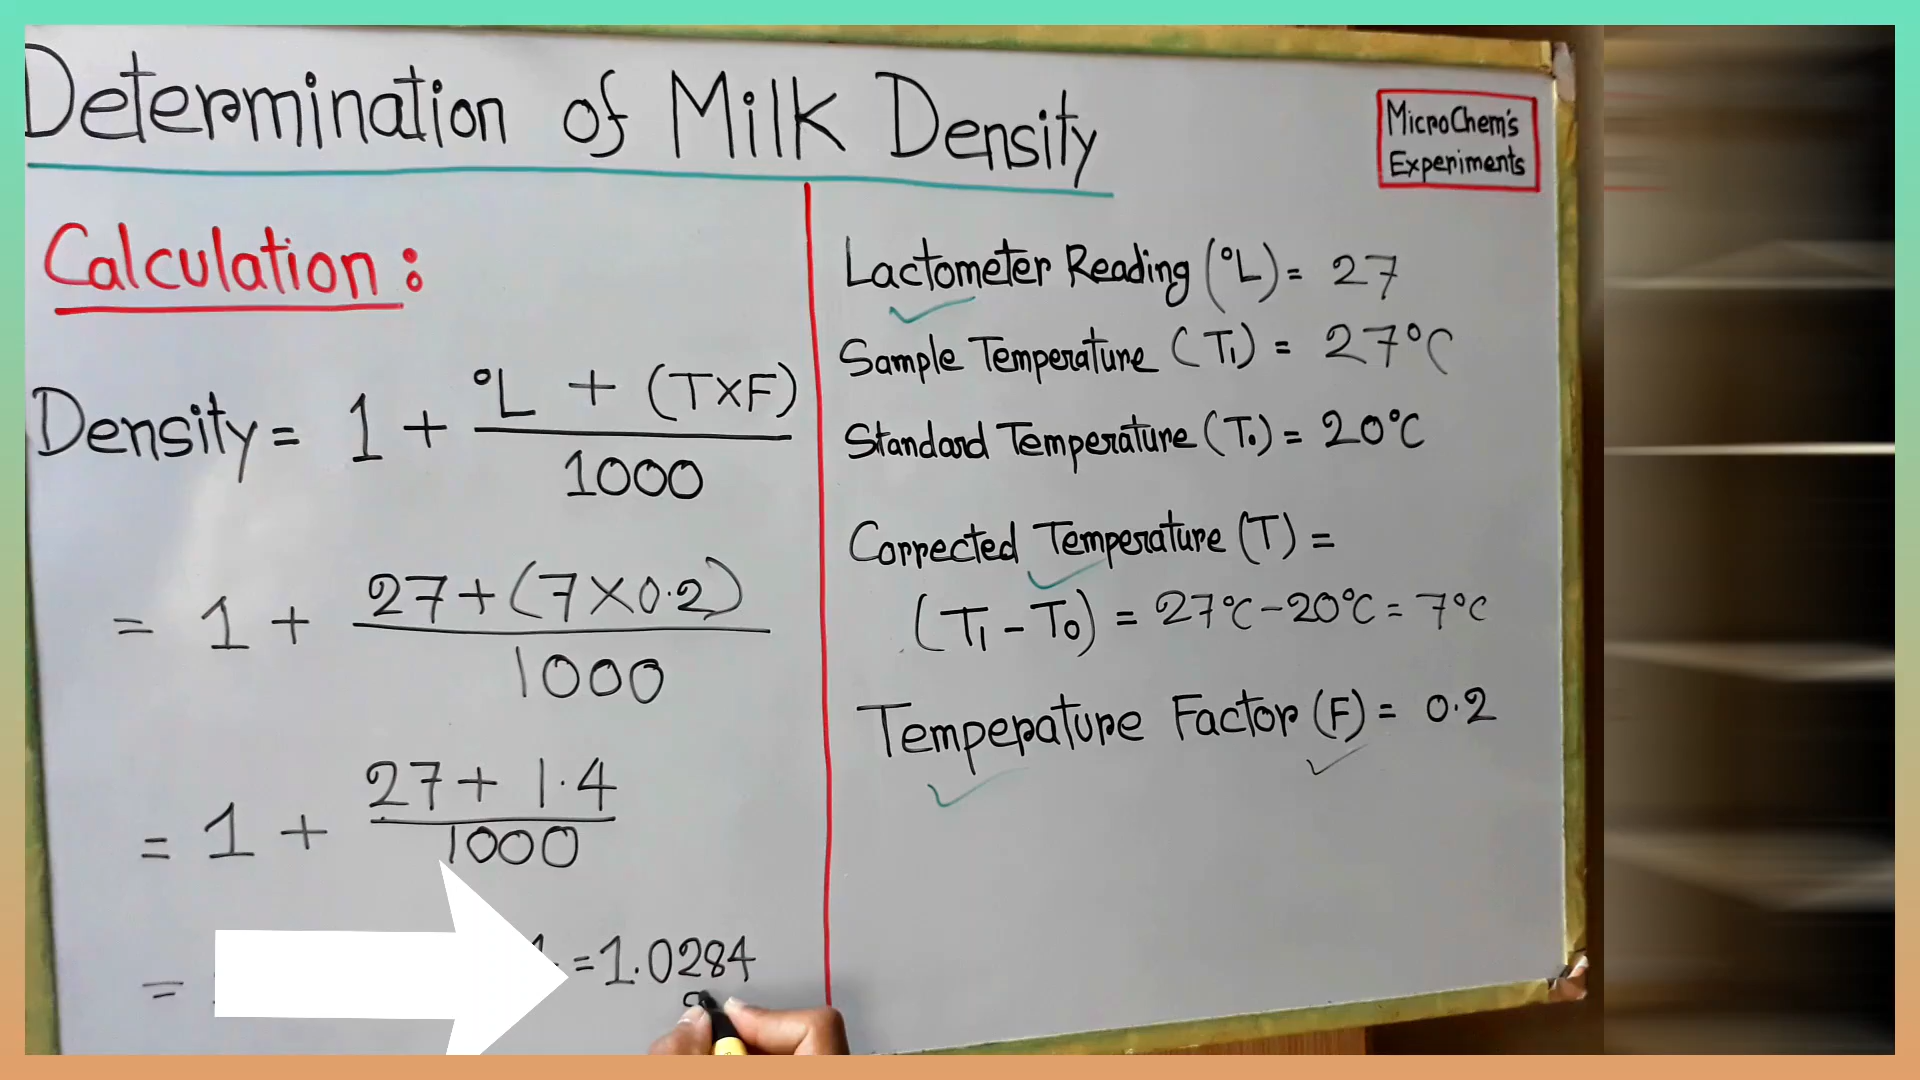 Determination of Milk Density
MicroChem's
Experiments
Calculation:
Density = 1 + °L + (T×F)
1000
= 1 + 27+(7×0.2)
1000
= 1 + 27+ 1.4
1000
= =1.0284
Lactometer Reading (°L) = 27
Sample Temperature (T₁) = 27°C
Standard Temperature (T₀) = 20°C
Corrected Temperature (T) =
(T₁-T₀) = 27°C-20°C = 7°C
Temperature Factor (F) = 0.2